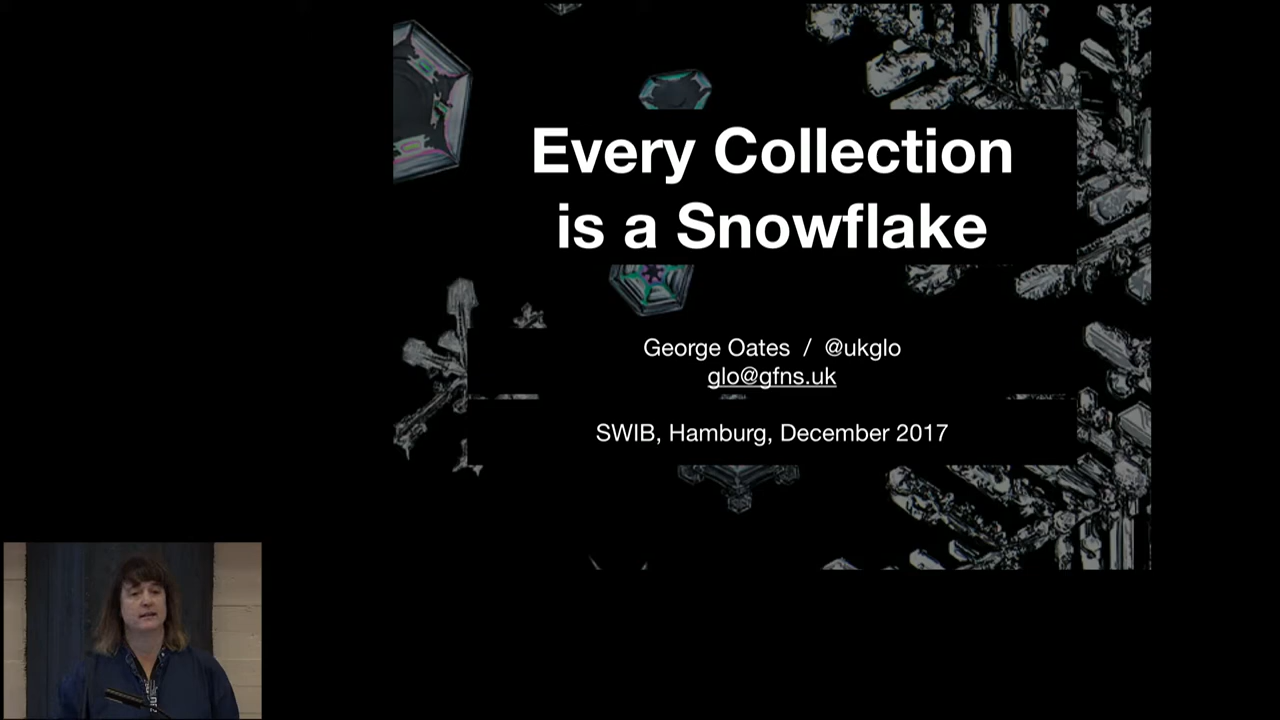 Every Collection
is a Snowflake
George Oates / @ukglo
glo@gfns.uk
SWIB, Hamburg, December 2017